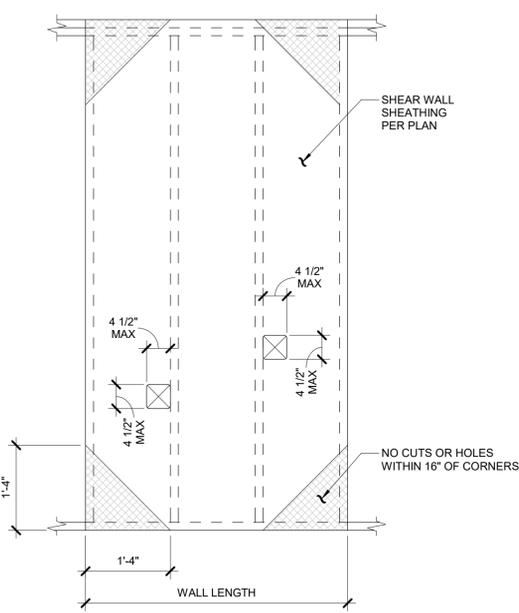 SHEAR WALL
SHEATHING
PER PLAN
4 1/2"
MAX
4 1/2"
MAX
4 1/2"
MAX
4 1/2"
MAX
NO CUTS OR HOLES
WITHIN 16" OF CORNERS
1'-4"
1'-4"
WALL LENGTH